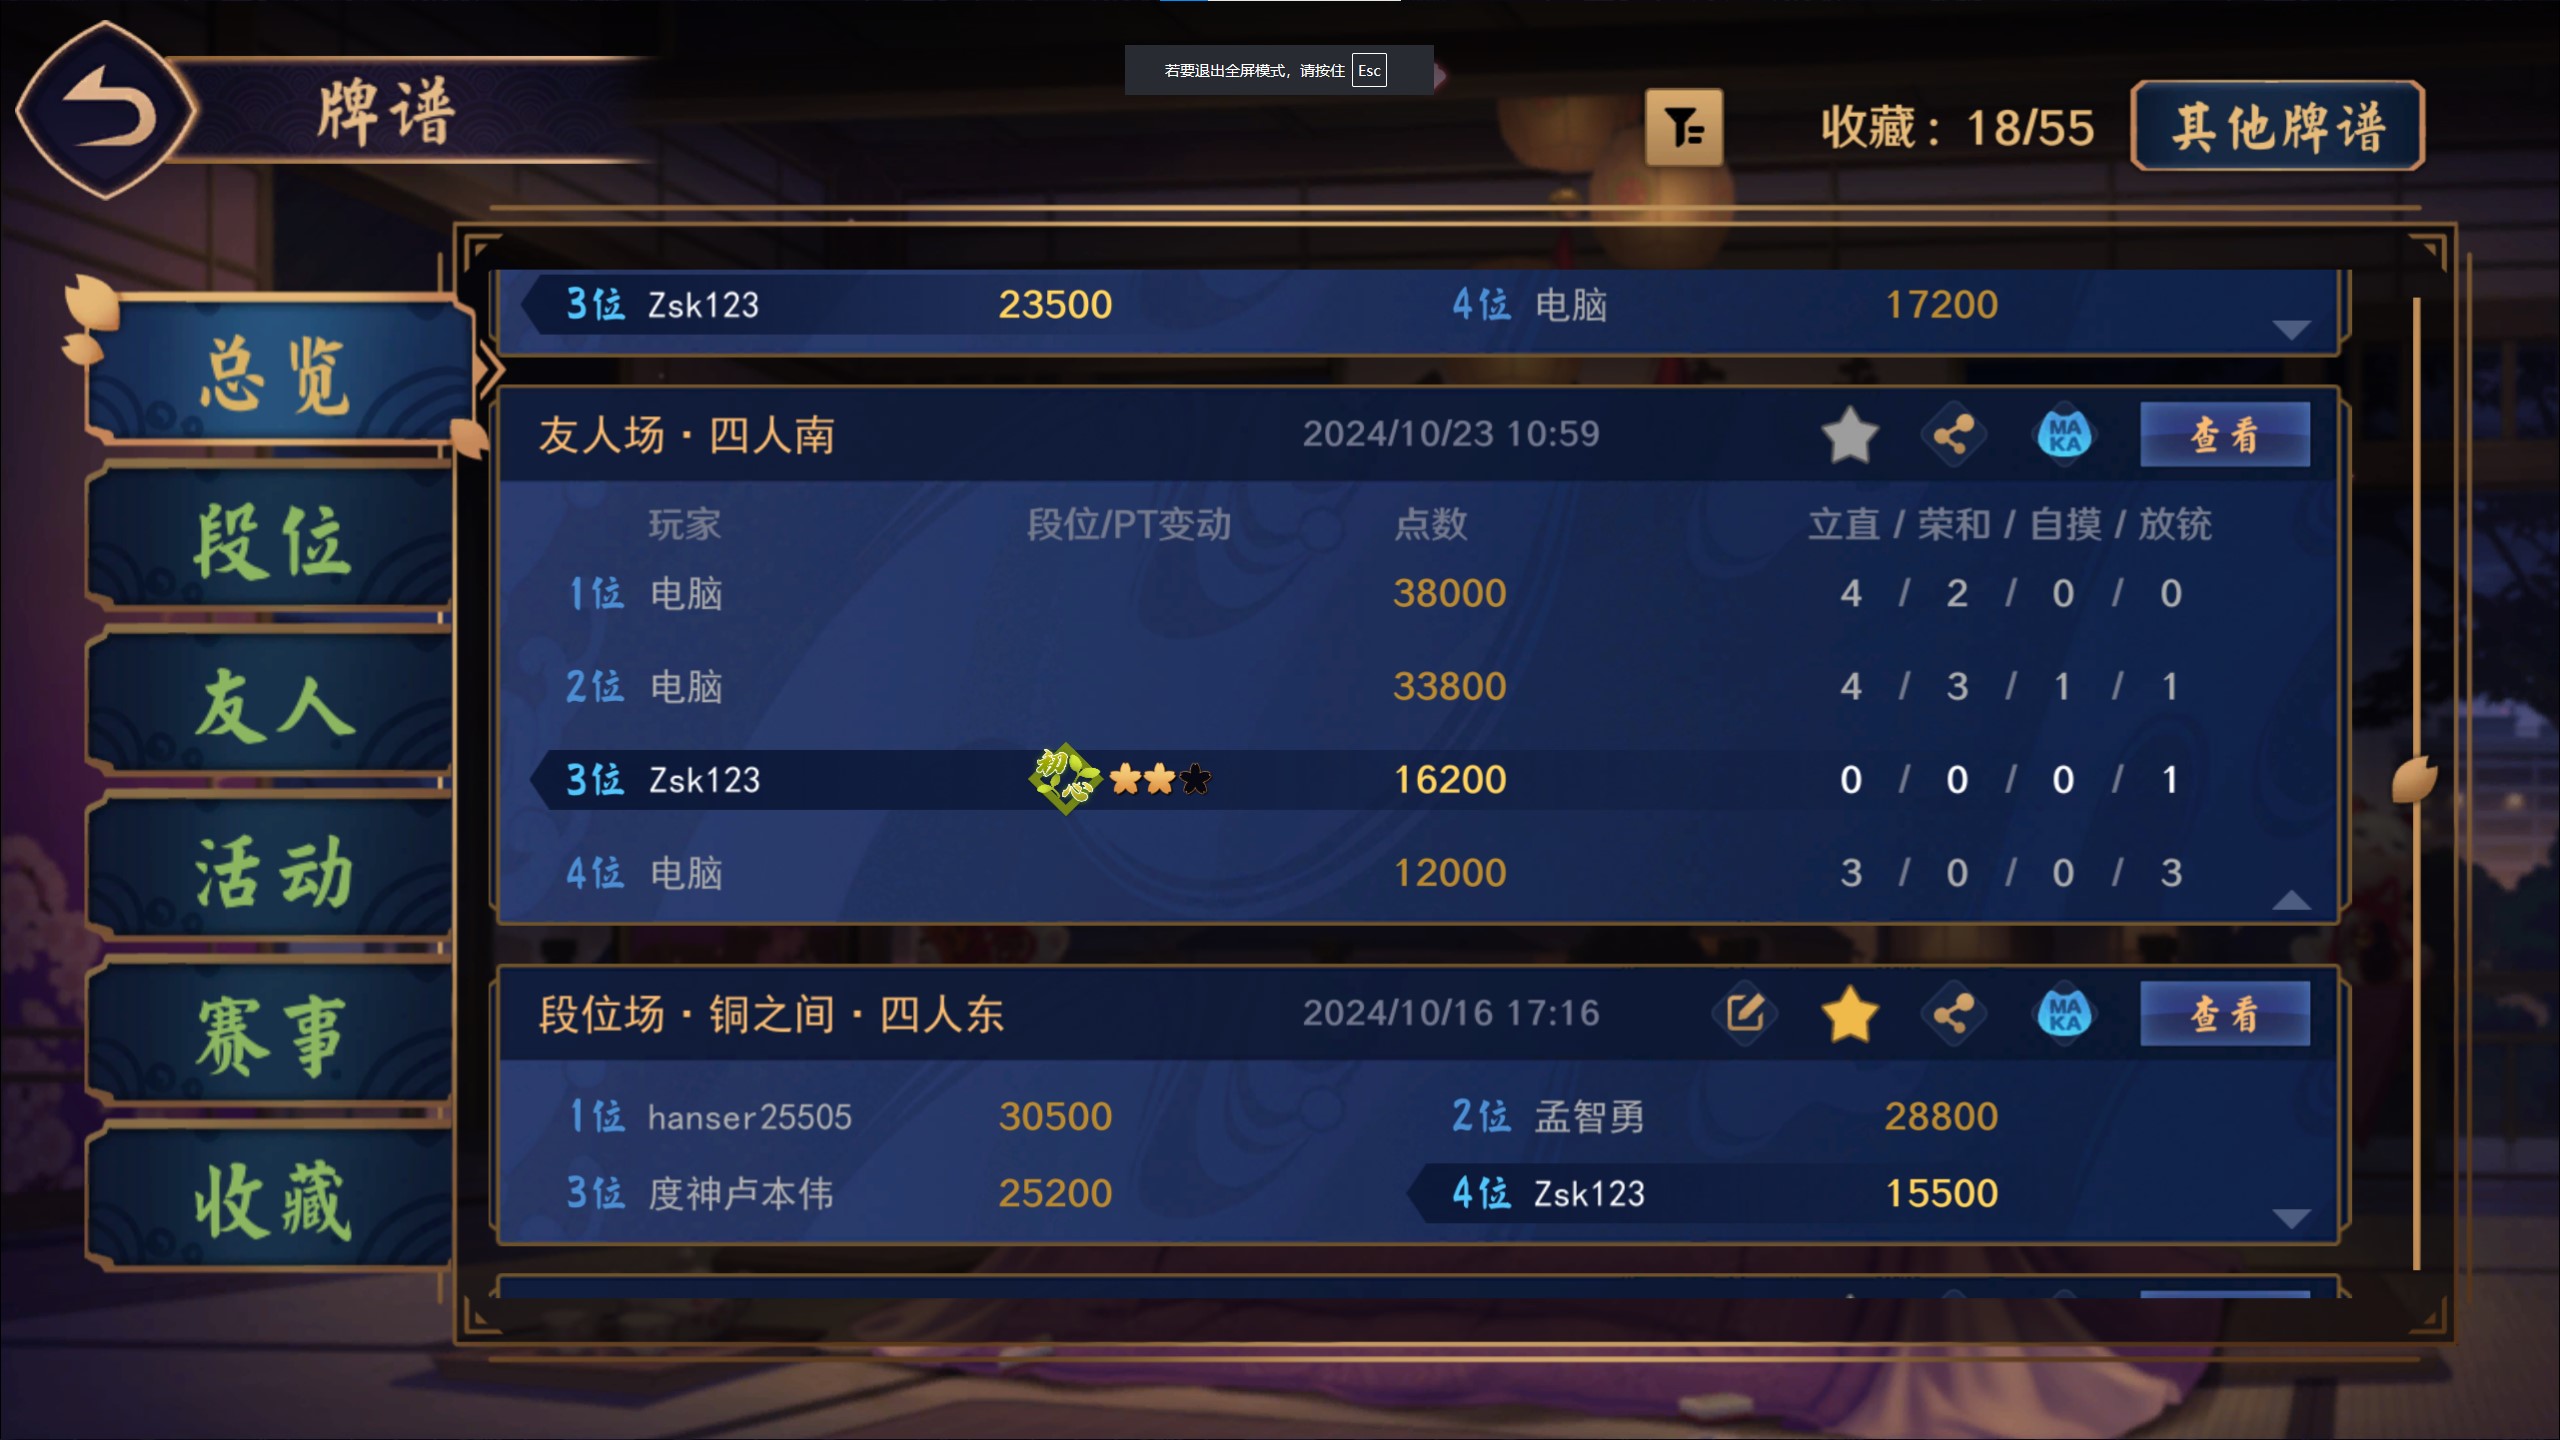 若要退出全屏模式，请按住 Esc
牌谱
收藏：18/55 其他牌谱
总览
段位
友人
活动
赛事
收藏
3位 Zsk123 23500 4位 电脑 17200
友人场·四人南 2024/10/23 10:59 MAKA 查看
玩家 段位/PT变动 点数 立直 / 荣和 / 自摸 / 放铳
1位 电脑 38000 4 / 2 / 0 / 0
2位 电脑 33800 4 / 3 / 1 / 1
3位 Zsk123 初心 16200 0 / 0 / 0 / 1
4位 电脑 12000 3 / 0 / 0 / 3
段位场·铜之间·四人东 2024/10/16 17:16 MAKA 查看
1位 hanser25505 30500 2位 孟智勇 28800
3位 度神卢本伟 25200 4位 Zsk123 15500